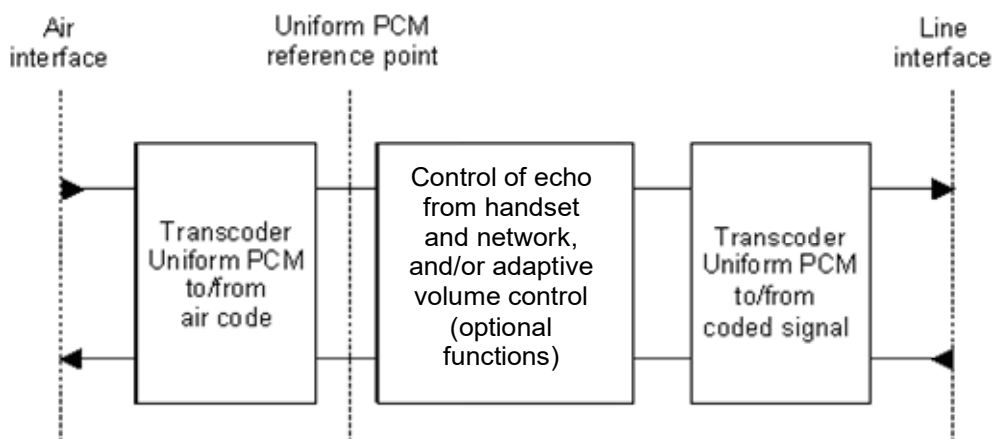 Air
interface
Uniform PCM
reference point
Line
interface
Transcoder
Uniform PCM
to/from
air code
Control of echo
from handset
and network,
and/or adaptive
volume control
(optional
functions)
Transcoder
Uniform PCM
to/from
coded signal